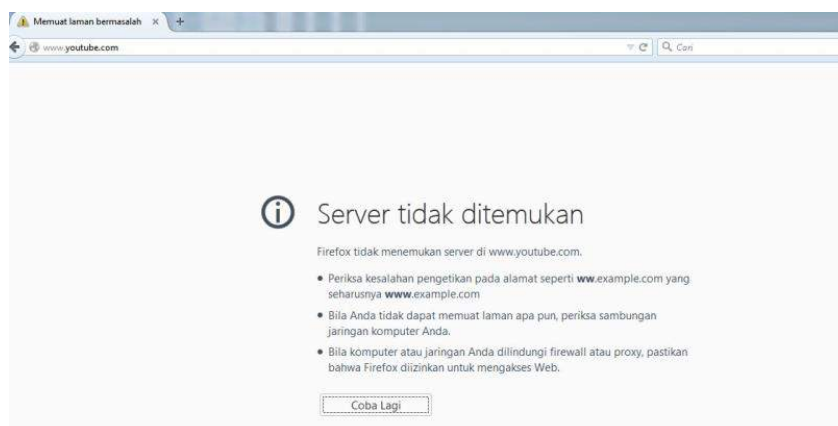 Memuat laman bermasalah
www.youtube.com
Cari
Server tidak ditemukan
Firefox tidak menemukan server di www.youtube.com.
Periksa kesalahan pengetikan pada alamat seperti ww.example.com yang
seharusnya www.example.com
Bila Anda tidak dapat memuat laman apa pun, periksa sambungan
jaringan komputer Anda.
Bila komputer atau jaringan Anda dilindungi firewall atau proxy, pastikan
bahwa Firefox diizinkan untuk mengakses Web.
Coba Lagi